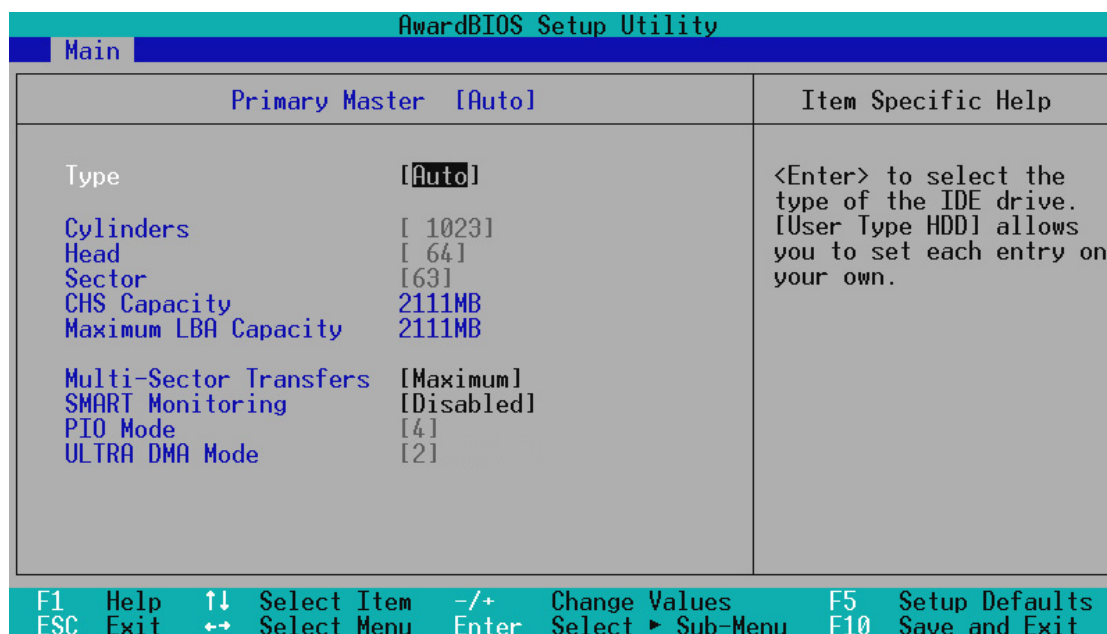 AwardBIOS Setup Utility
Main
Primary Master [Auto]
Item Specific Help
Type [Auto]
Cylinders [ 1023]
Head [ 64]
Sector [63]
CHS Capacity 2111MB
Maximum LBA Capacity 2111MB
Multi-Sector Transfers [Maximum]
SMART Monitoring [Disabled]
PIO Mode [4]
ULTRA DMA Mode [2]
<Enter> to select the
type of the IDE drive.
[User Type HDD] allows
you to set each entry on
your own.
F1 Help ↑↓ Select Item -/+ Change Values F5 Setup Defaults
ESC Exit ←→ Select Menu Enter Select ► Sub-Menu F10 Save and Exit